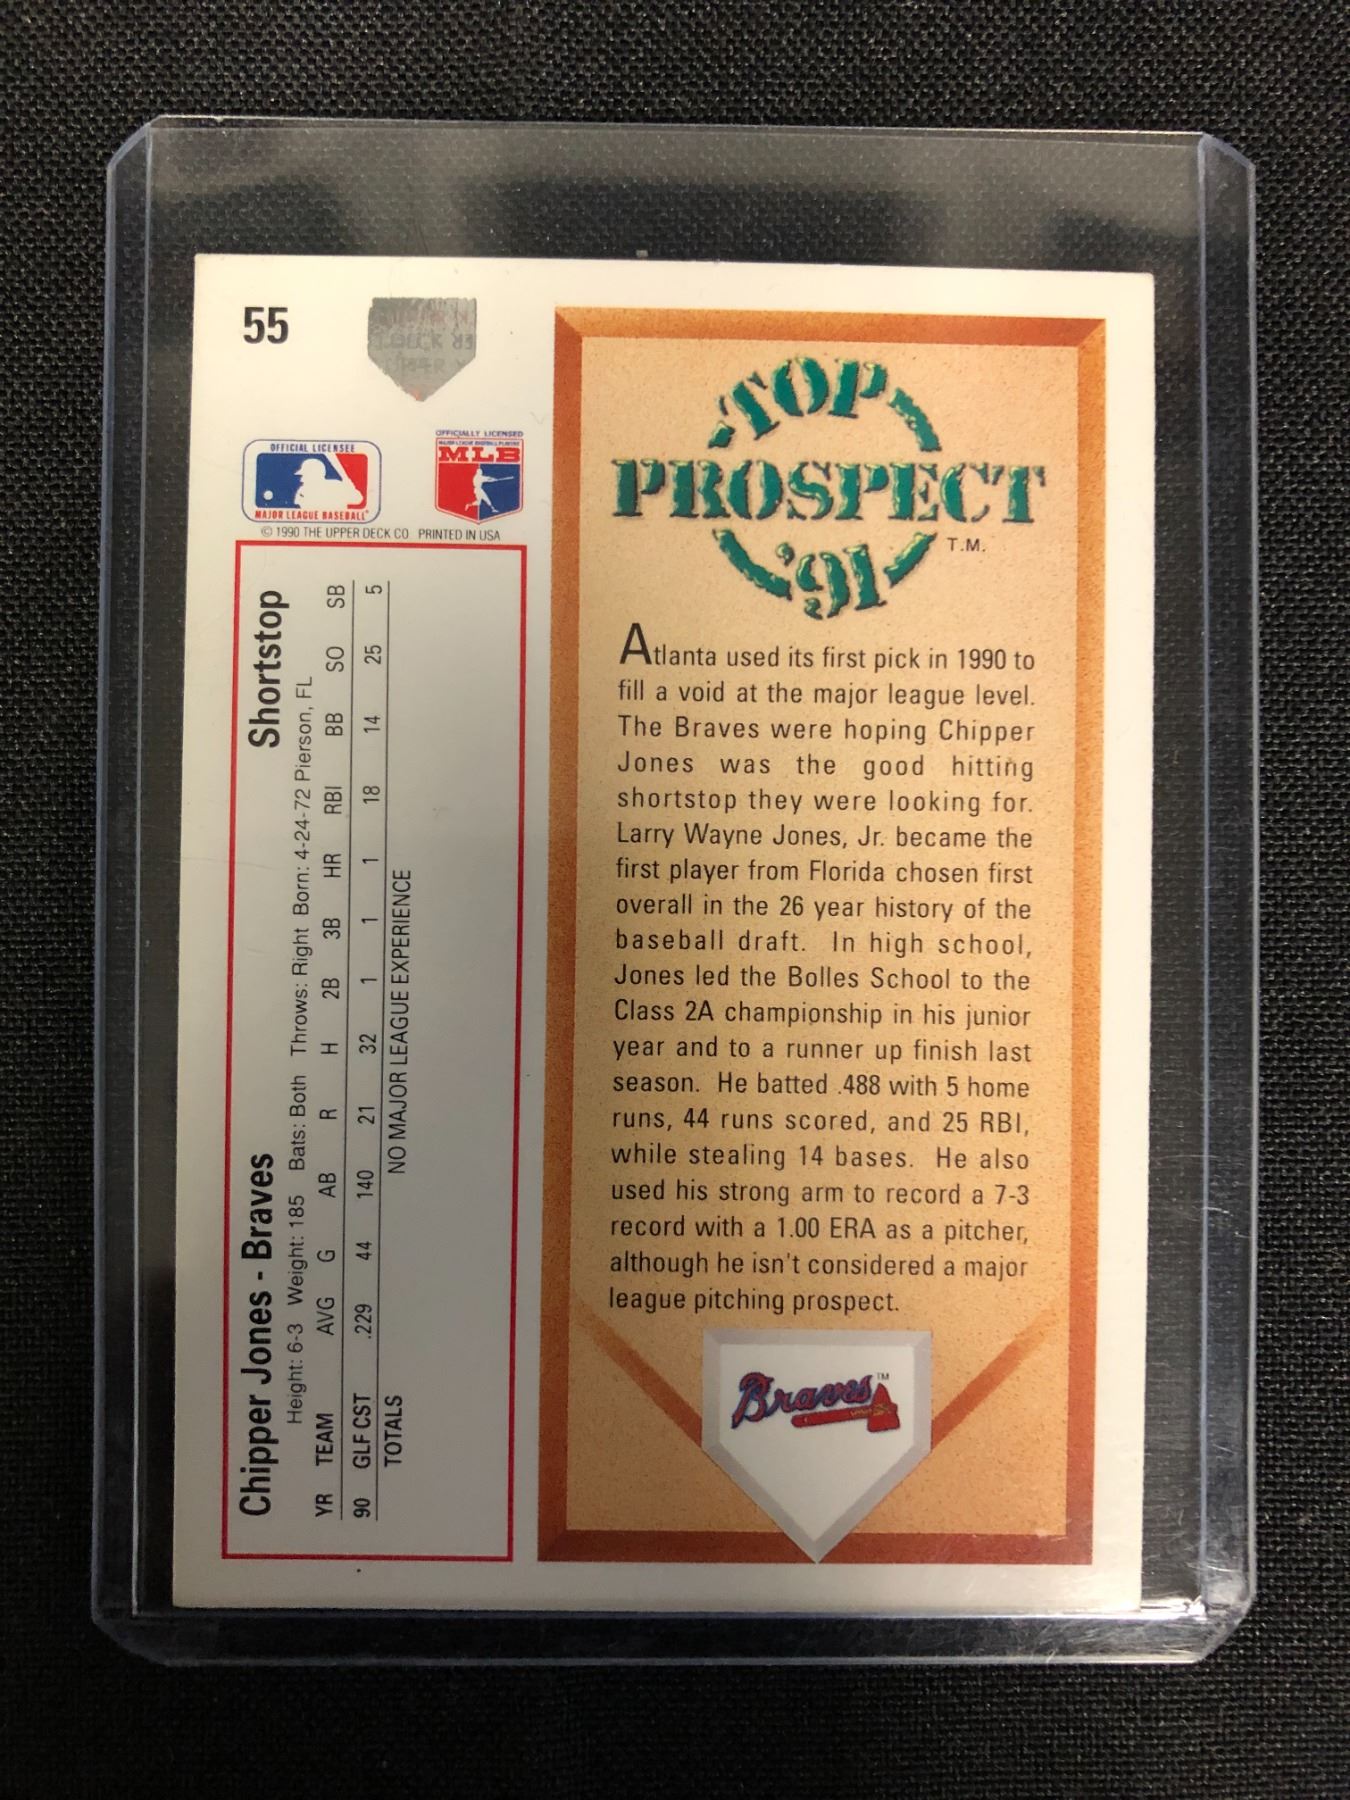 55
OFFICIAL LICENSEE
MAJOR LEAGUE BASEBALL
OFFICIALLY LICENSED
MLB
© 1990 THE UPPER DECK CO. PRINTED IN USA
Chipper Jones - Braves Shortstop
Height: 6-3 Weight: 185 Bats: Both Throws: Right Born: 4-24-72 Pierson, FL
YR TEAM AVG G AB R H 2B 3B HR RBI BB SO SB
90 GLF CST .229 44 140 21 32 1 1 1 18 14 25 5
TOTALS NO MAJOR LEAGUE EXPERIENCE
TOP
PROSPECT
'91
T.M.
Atlanta used its first pick in 1990 to
fill a void at the major league level.
The Braves were hoping Chipper
Jones was the good hitting
shortstop they were looking for.
Larry Wayne Jones, Jr. became the
first player from Florida chosen first
overall in the 26 year history of the
baseball draft. In high school,
Jones led the Bolles School to the
Class 2A championship in his junior
year and to a runner up finish last
season. He batted .488 with 5 home
runs, 44 runs scored, and 25 RBI,
while stealing 14 bases. He also
used his strong arm to record a 7-3
record with a 1.00 ERA as a pitcher,
although he isn't considered a major
league pitching prospect.
Braves TM